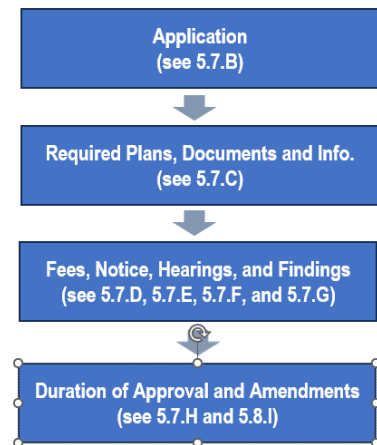 Application
(see 5.7.B)
Required Plans, Documents and Info.
(see 5.7.C)
Fees, Notice, Hearings, and Findings
(see 5.7.D, 5.7.E, 5.7.F, and 5.7.G)
Duration of Approval and Amendments
(see 5.7.H and 5.8.I)